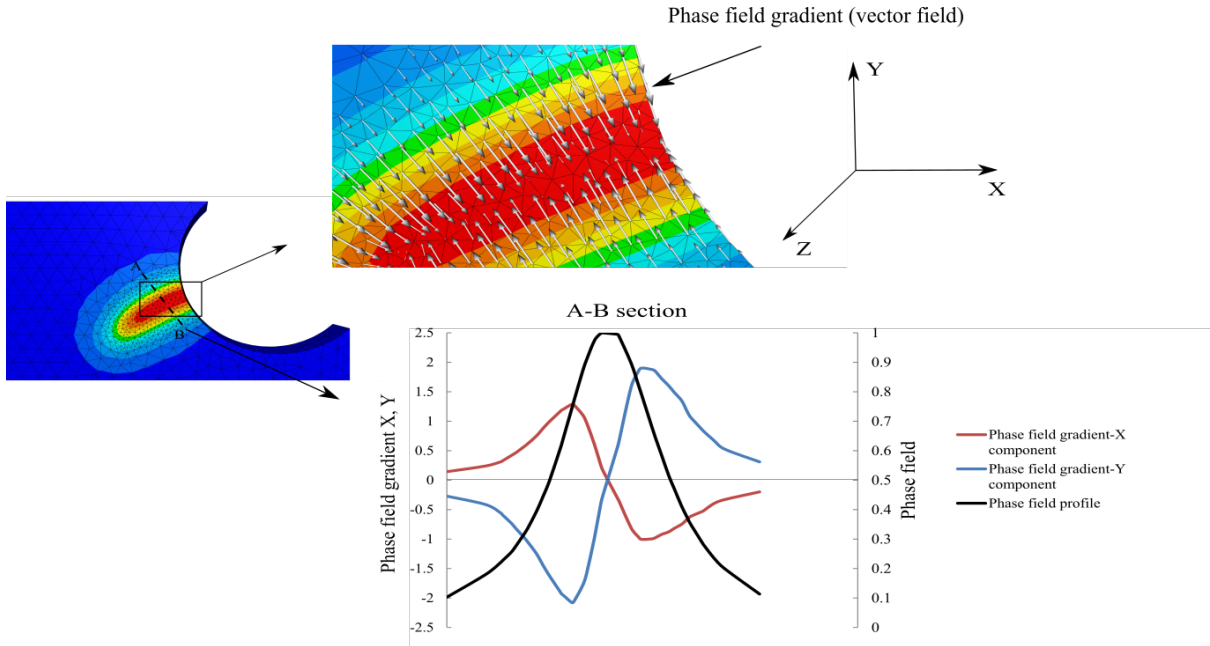 Phase field gradient (vector field)
Y
X
Z
A
B
A-B section
Phase field gradient X, Y
2.5
2
1.5
1
0.5
0
-0.5
-1
-1.5
-2
-2.5
1
0.9
0.8
0.7
0.6
0.5
0.4
0.3
0.2
0.1
0
Phase field
Phase field gradient-X
component
Phase field gradient-Y
component
Phase field profile